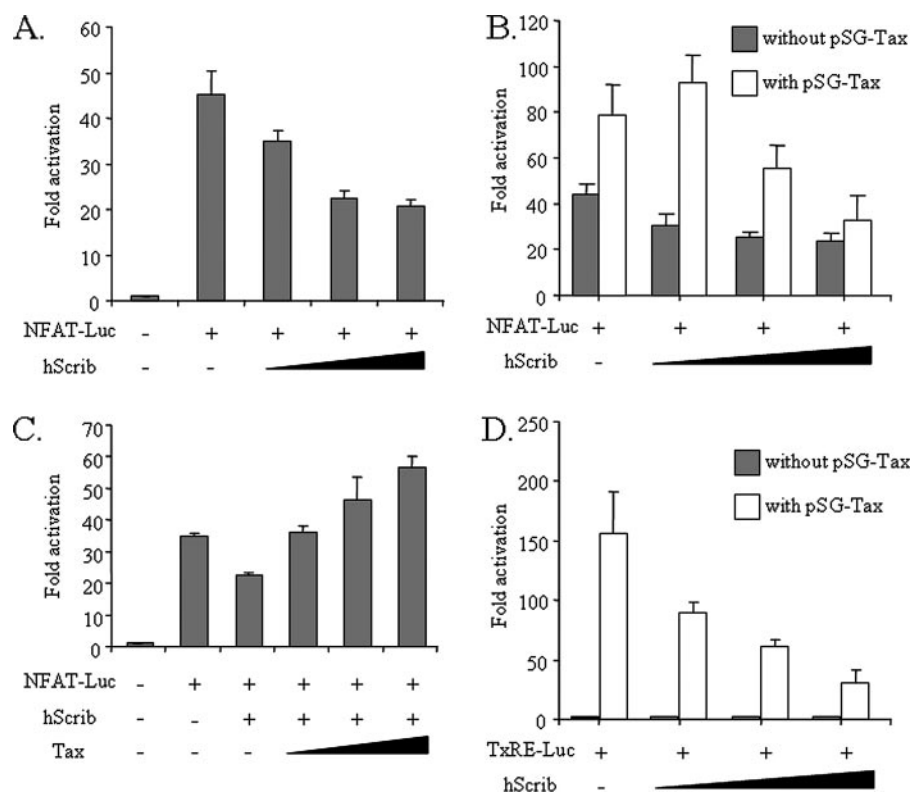 A.
60
50
40
30
20
10
0
Fold activation
NFAT-Luc - + + + +
hScrib - -
B.
120
100
80
60
40
20
0
Fold activation
without pSG-Tax
with pSG-Tax
NFAT-Luc + + + +
hScrib -
C.
70
60
50
40
30
20
10
0
Fold activation
NFAT-Luc - + + + + +
hScrib - - + + + +
Tax - - -
D.
250
200
150
100
50
0
Fold activation
without pSG-Tax
with pSG-Tax
TxRE-Luc + + + +
hScrib -